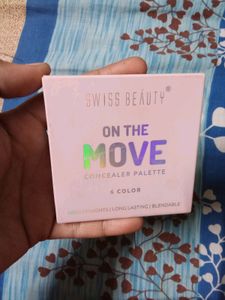 SWISS BEAUTY®
ON THE
MOVE
CONCEALER PALETTE
6 COLOR
LONG LASTING | BLENDABLE